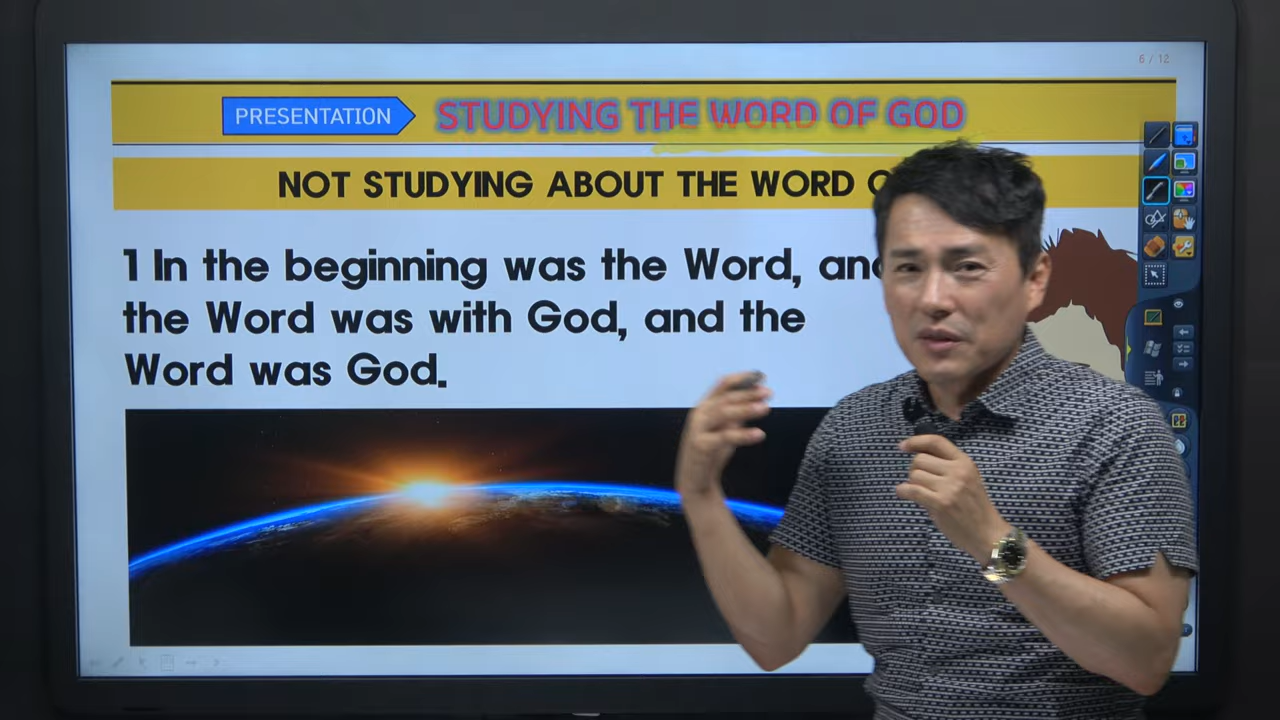 6 / 12
PRESENTATION STUDYING THE WORD OF GOD
NOT STUDYING ABOUT THE WORD
1 In the beginning was the Word, and
the Word was with God, and the
Word was God.